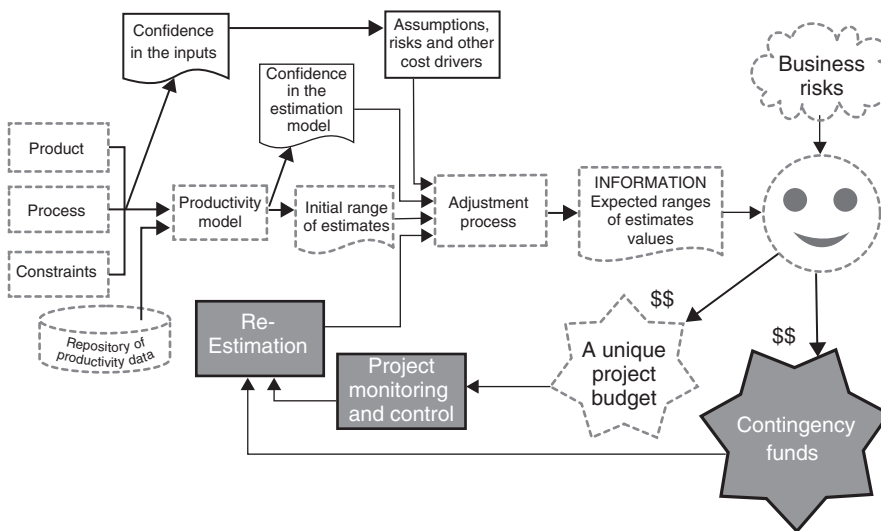 Confidence
in the inputs
Assumptions,
risks and other
cost drivers
Confidence
in the
estimation
model
Business
risks
Product
Process
Constraints
Productivity
model
Initial range
of estimates
Adjustment
process
INFORMATION
Expected ranges
of estimates
values
Repository of
productivity data
Re-
Estimation
Project
monitoring
and control
$$
A unique
project
budget
$$
Contingency
funds